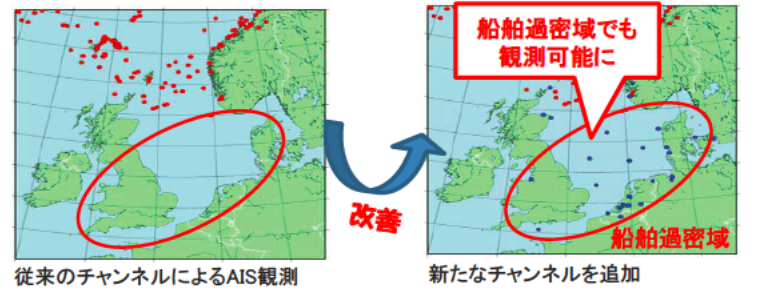 船舶過密域でも
観測可能に
改善
船舶過密域
従来のチャンネルによるAIS観測
新たなチャンネルを追加